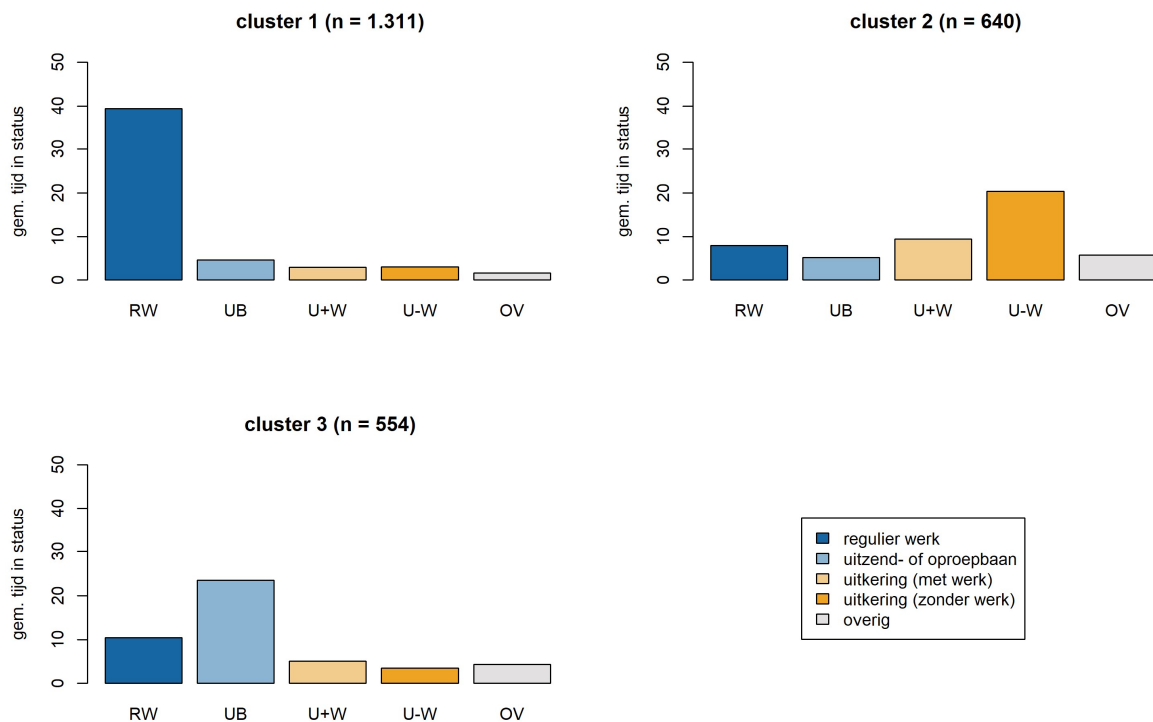 cluster 1 (n = 1.311)
gem. tijd in status
50
40
30
20
10
0
RW UB U+W U-W OV
cluster 2 (n = 640)
gem. tijd in status
50
40
30
20
10
0
RW UB U+W U-W OV
cluster 3 (n = 554)
gem. tijd in status
50
40
30
20
10
0
RW UB U+W U-W OV
regulier werk
uitzend- of oproepbaan
uitkering (met werk)
uitkering (zonder werk)
overig